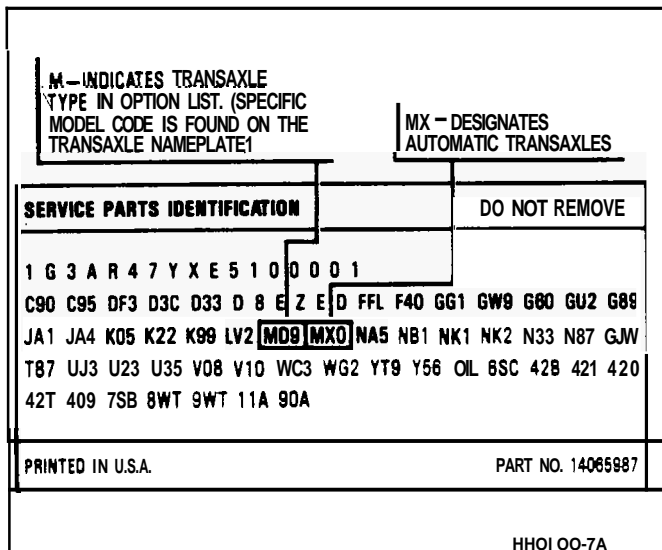 M—INDICATES TRANSAXLE
TYPE IN OPTION LIST. (SPECIFIC
MODEL CODE IS FOUND ON THE
TRANSAXLE NAMEPLATE1
MX – DESIGNATES
AUTOMATIC TRANSAXLES
SERVICE PARTS IDENTIFICATION DO NOT REMOVE
1 G 3 A R 4 7 Y X E 5 1 0 0 0 0 1
C90 C95 DF3 D3C D33 D 8 E Z E D FFL F40 GG1 GW9 G60 GU2 G89
JA1 JA4 K05 K22 K99 LV2 MD9 MX0 NA5 NB1 NK1 NK2 N33 N87 GJW
T87 UJ3 U23 U35 V08 V10 WC3 WG2 YT9 Y56 OIL 6SC 42B 421 420
42T 409 7SB 8WT 9WT 11A 90A
PRINTED IN U.S.A. PART NO. 14065987
HHOI OO-7A